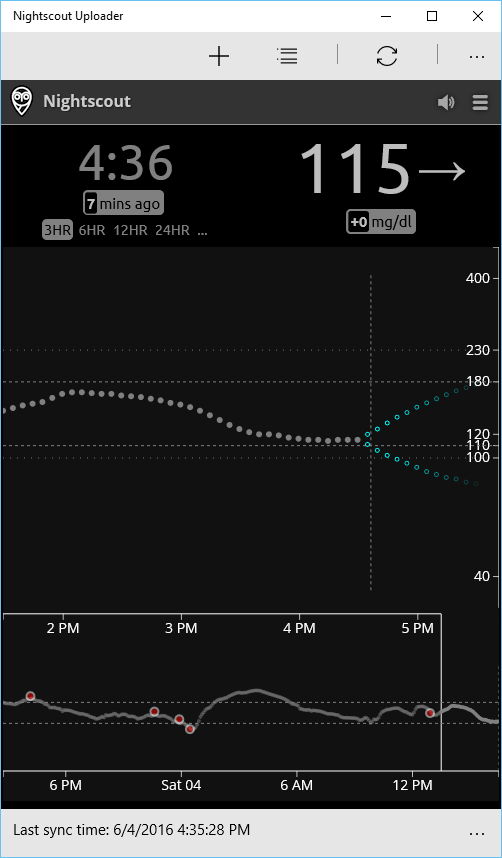 Nightscout Uploader
Nightscout
4:36
115→
7 mins ago
+0 mg/dl
3HR 6HR 12HR 24HR ...
400
230
180
120
110
100
40
2 PM 3 PM 4 PM 5 PM
6 PM Sat 04 6 AM 12 PM
Last sync time: 6/4/2016 4:35:28 PM